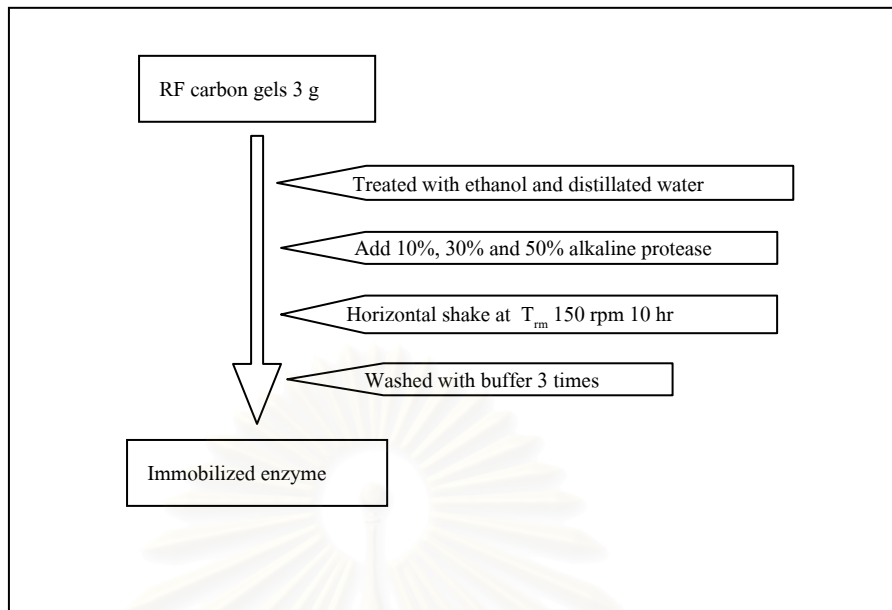 RF carbon gels 3 g
Treated with ethanol and distillated water
Add 10%, 30% and 50% alkaline protease
Horizontal shake at T_rm 150 rpm 10 hr
Washed with buffer 3 times
Immobilized enzyme